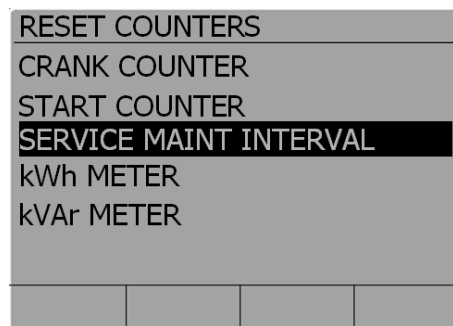 RESET COUNTERS
CRANK COUNTER
START COUNTER
SERVICE MAINT INTERVAL
kWh METER
kVAr METER